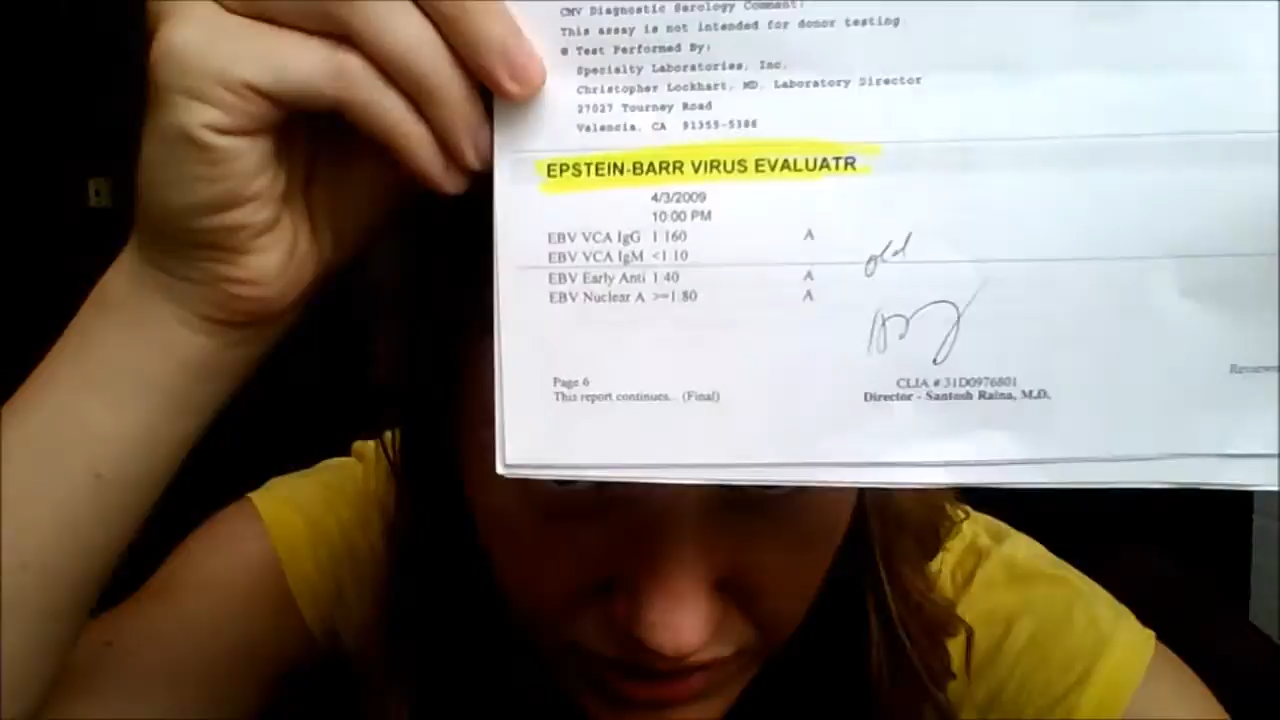 CMV Diagnostic Serology Comment:
This assay is not intended for donor testing
@ Test Performed By:
Specialty Laboratories, Inc.
Christopher Lockhart, MD, Laboratory Director
27027 Tourney Road
Valencia, CA 91355-5386
EPSTEIN-BARR VIRUS EVALUATR
4/3/2009
10:00 PM
EBV VCA IgG 1:160 A
EBV VCA IgM <1:10
old
EBV Early Anti 1:40 A
EBV Nuclear A >=1:80 A
Page 6
This report continues... (Final)
CLIA # 31D0976801
Director - Santosh Raina, M.D.